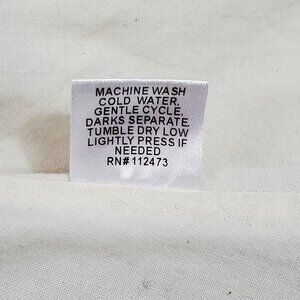 MACHINE WASH
COLD WATER.
GENTLE CYCLE.
DARKS SEPARATE.
TUMBLE DRY LOW
LIGHTLY PRESS IF
NEEDED
RN# 112473